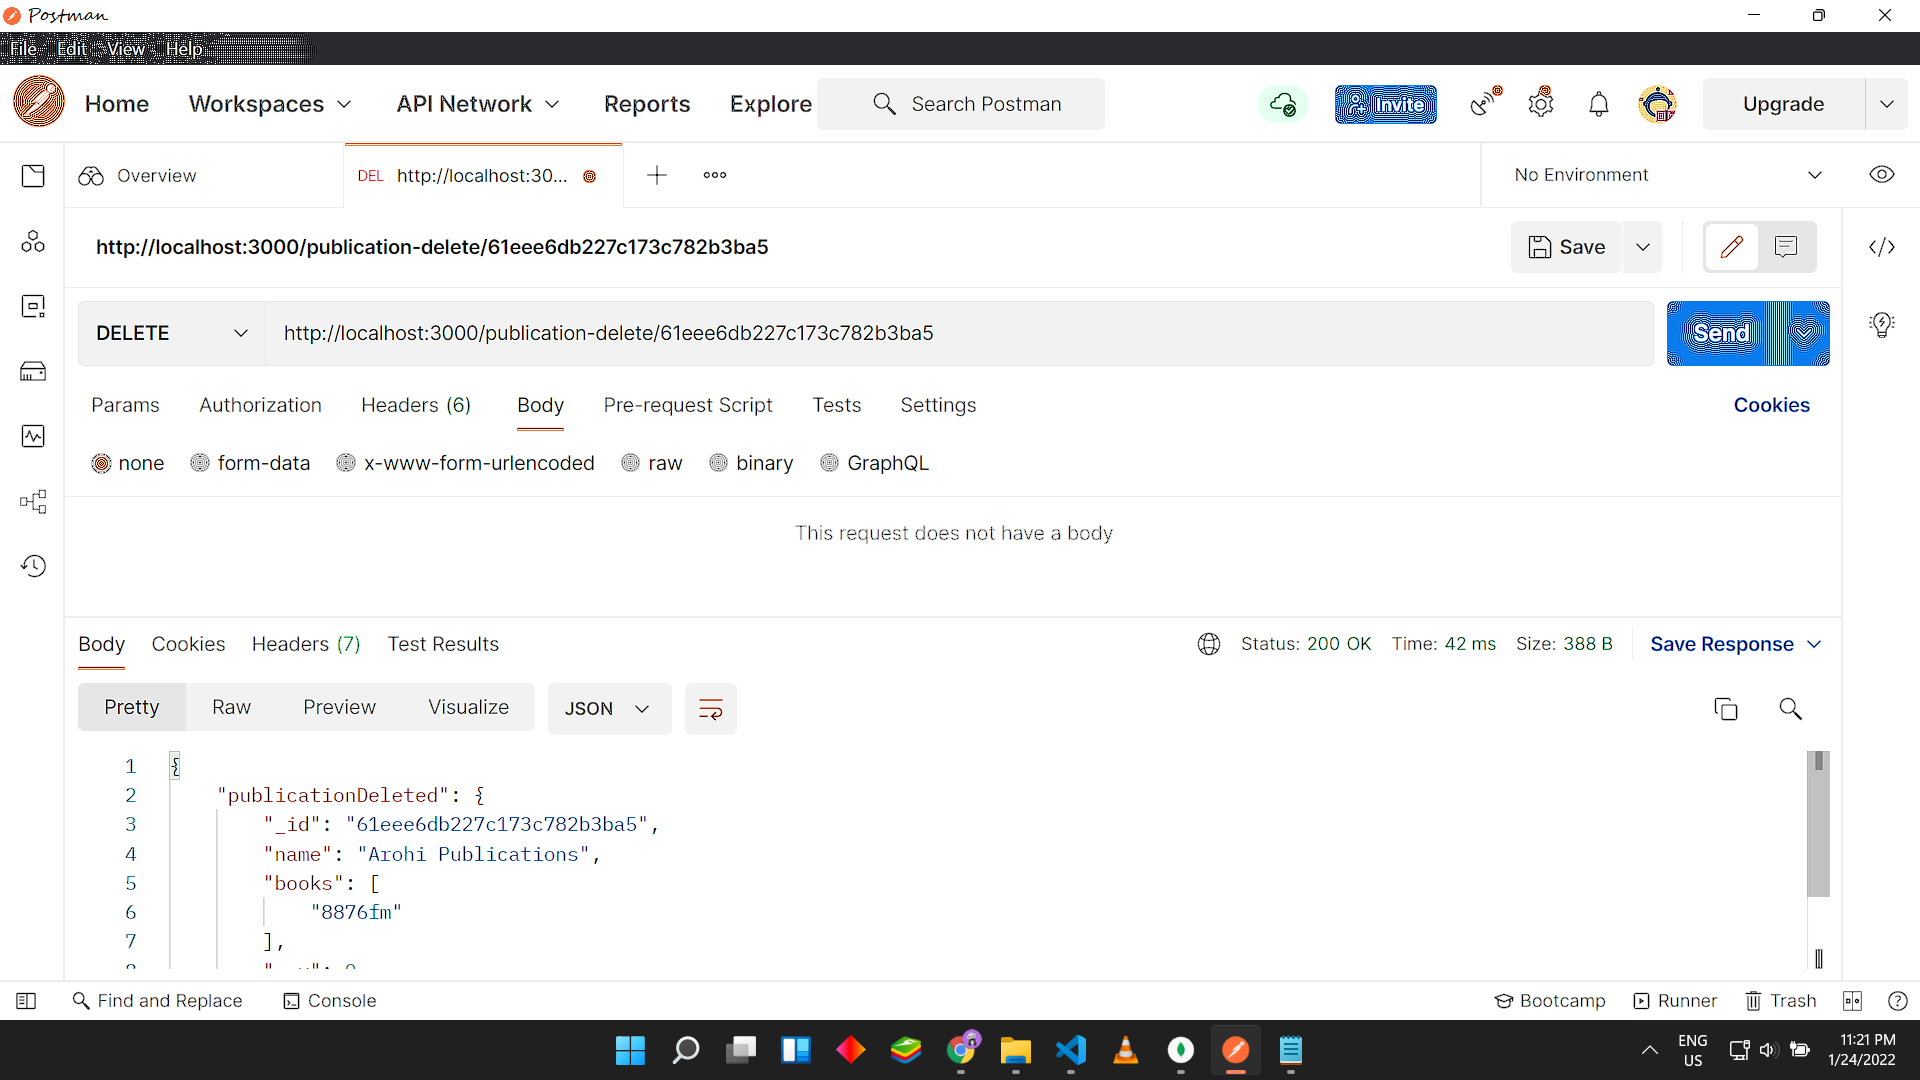 Postman
File Edit View Help
Home Workspaces API Network Reports Explore Search Postman Invite Upgrade
Overview DEL http://localhost:30... No Environment
http://localhost:3000/publication-delete/61eee6db227c173c782b3ba5 Save
DELETE http://localhost:3000/publication-delete/61eee6db227c173c782b3ba5 Send
Params Authorization Headers (6) Body Pre-request Script Tests Settings Cookies
none form-data x-www-form-urlencoded raw binary GraphQL
This request does not have a body
Body Cookies Headers (7) Test Results Status: 200 OK Time: 42 ms Size: 388 B Save Response
Pretty Raw Preview Visualize JSON
1 {
2 "publicationDeleted": {
3 "_id": "61eee6db227c173c782b3ba5",
4 "name": "Arohi Publications",
5 "books": [
6 "8876fm"
7 ],
Find and Replace Console Bootcamp Runner Trash
ENG 11:21 PM
US 1/24/2022